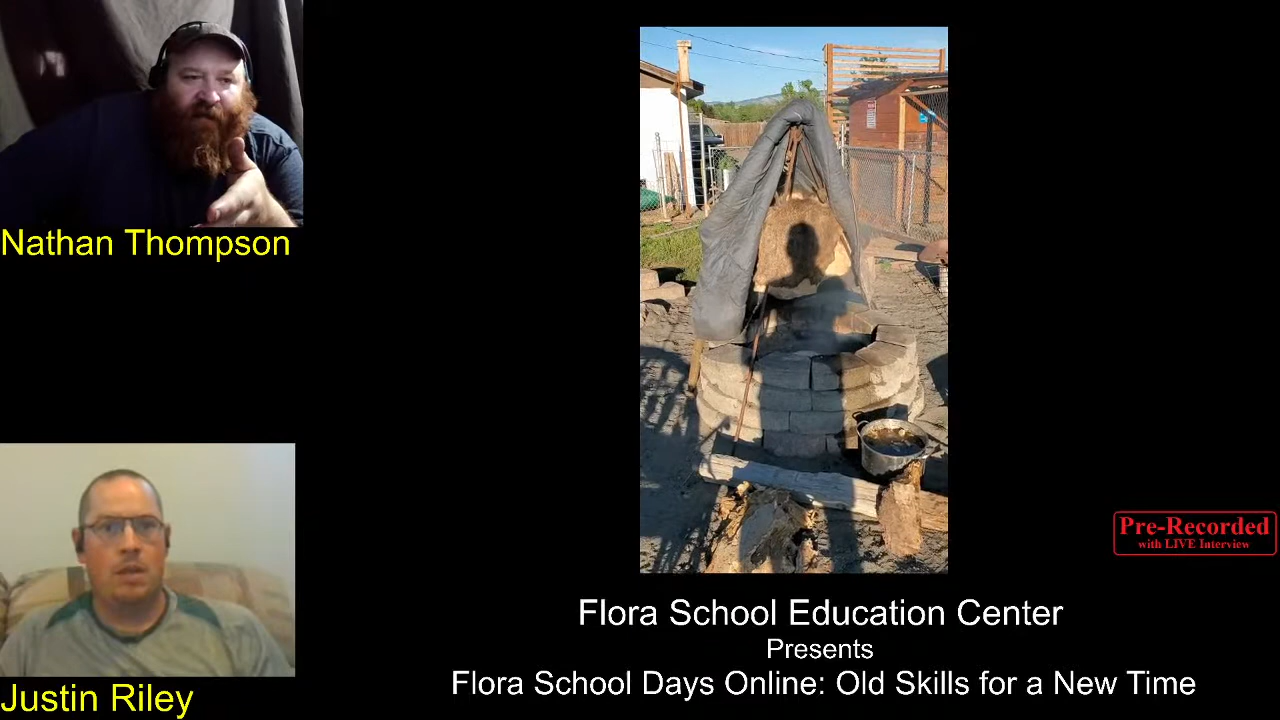 Nathan Thompson
Justin Riley
Pre-Recorded
with LIVE Interview
Flora School Education Center
Presents
Flora School Days Online: Old Skills for a New Time